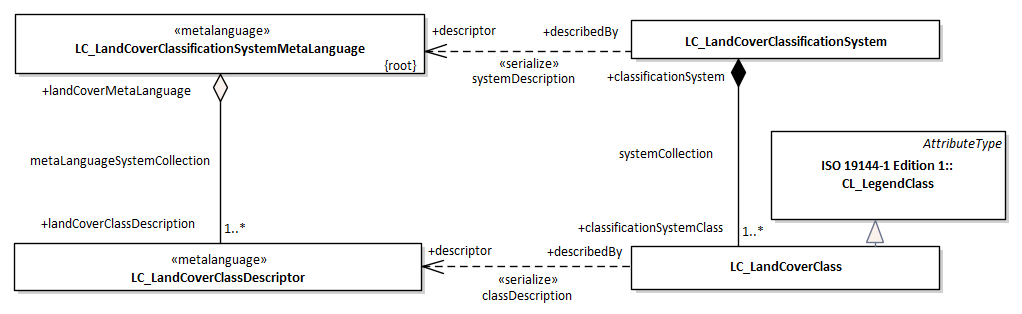 «metalanguage»
LC_LandCoverClassificationSystemMetaLanguage
{root}
+descriptor
+describedBy
«serialize»
systemDescription
LC_LandCoverClassificationSystem
+landCoverMetaLanguage
+classificationSystem
metaLanguageSystemCollection
systemCollection
AttributeType
ISO 19144-1 Edition 1::
CL_LegendClass
+landCoverClassDescription
1..*
+classificationSystemClass
1..*
«metalanguage»
LC_LandCoverClassDescriptor
+descriptor
+describedBy
«serialize»
classDescription
LC_LandCoverClass